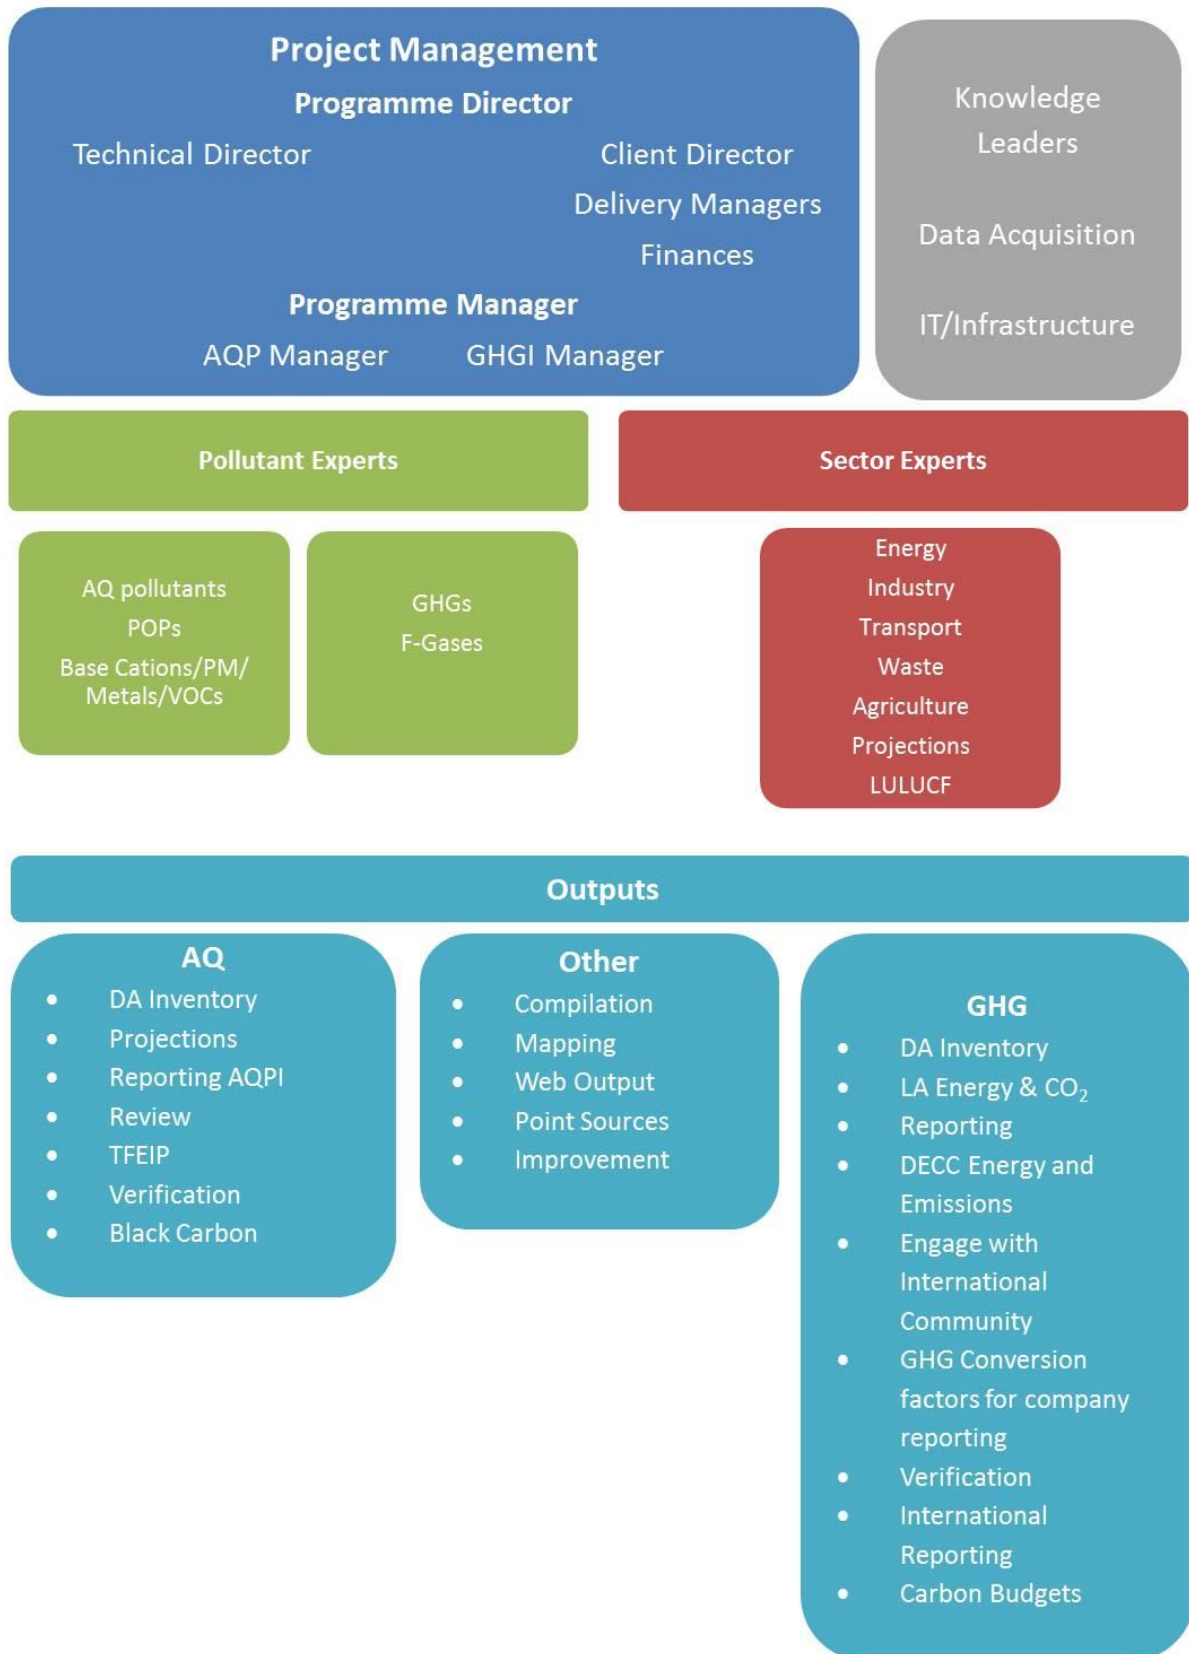 Project Management
Programme Director
Technical Director
Client Director
Delivery Managers
Finances
Programme Manager
AQP Manager
GHGI Manager
Knowledge
Leaders
Data Acquisition
IT/Infrastructure
Pollutant Experts
AQ pollutants
POPs
Base Cations/PM/
Metals/VOCs
GHGs
F-Gases
Sector Experts
Energy
Industry
Transport
Waste
Agriculture
Projections
LULUCF
Outputs
AQ
• DA Inventory
• Projections
• Reporting AQPI
• Review
• TFEIP
• Verification
• Black Carbon
Other
• Compilation
• Mapping
• Web Output
• Point Sources
• Improvement
GHG
• DA Inventory
• LA Energy & CO₂
• Reporting
• DECC Energy and
Emissions
• Engage with
International
Community
• GHG Conversion
factors for company
reporting
• Verification
• International
Reporting
• Carbon Budgets